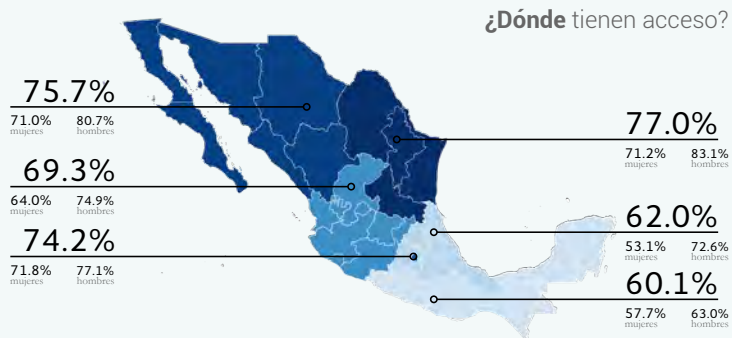 ¿Dónde tienen acceso?
75.7%
71.0% 80.7%
mujeres hombres
69.3%
64.0% 74.9%
mujeres hombres
74.2%
71.8% 77.1%
mujeres hombres
77.0%
71.2% 83.1%
mujeres hombres
62.0%
53.1% 72.6%
mujeres hombres
60.1%
57.7% 63.0%
mujeres hombres